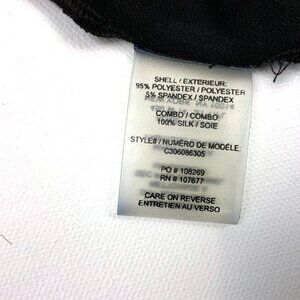 SHELL / EXTERIEUR:
95% POLYESTER / POLYESTER
5% SPANDEX / SPANDEX
COMBO / COMBO
100% SILK / SOIE
STYLE# / NUMÉRO DE MODÈLE:
C306086305
PO # 108269
RN # 107677
CARE ON REVERSE
ENTRETIEN AU VERSO